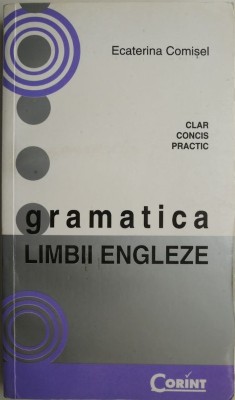 Ecaterina Comișel
CLAR
CONCIS
PRACTIC
gramatica
LIMBII ENGLEZE
CORINT